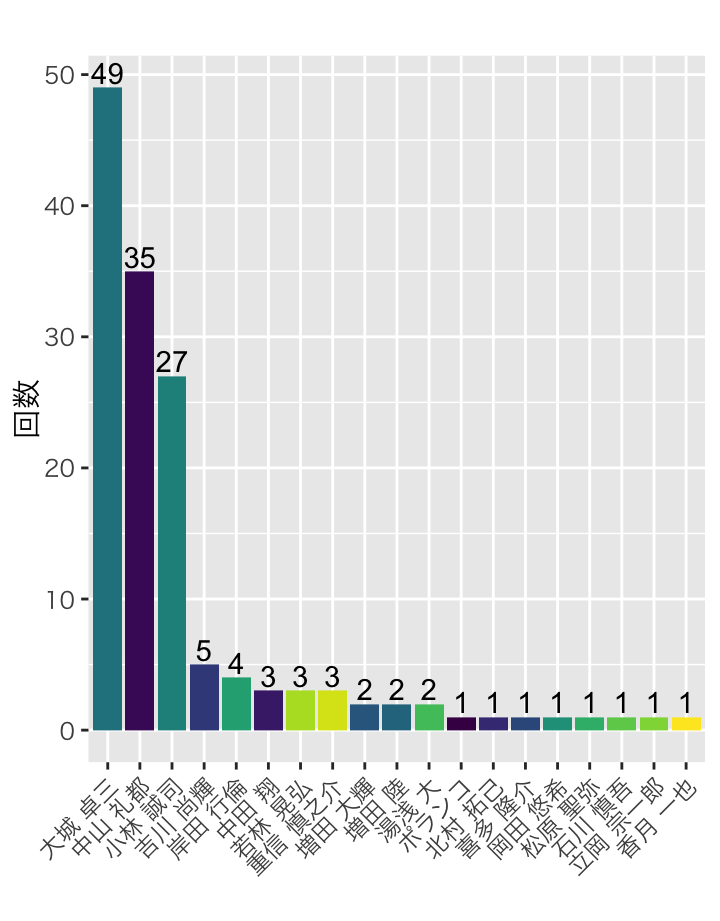 回数
50
40
30
20
10
0
49
35
27
5
4
3
3
3
2
2
2
1
1
1
1
1
1
1
1
大城 卓三
中山 礼都
小林 誠司
吉川 尚輝
岸田 行倫
中田 翔
若林 晃弘
重信 慎之介
増田 大輝
増田 陸
湯浅 大
ポランコ
北村 拓己
喜多 隆介
岡田 悠希
松原 聖弥
石川 慎吾
立岡 宗一郎
香月 一也